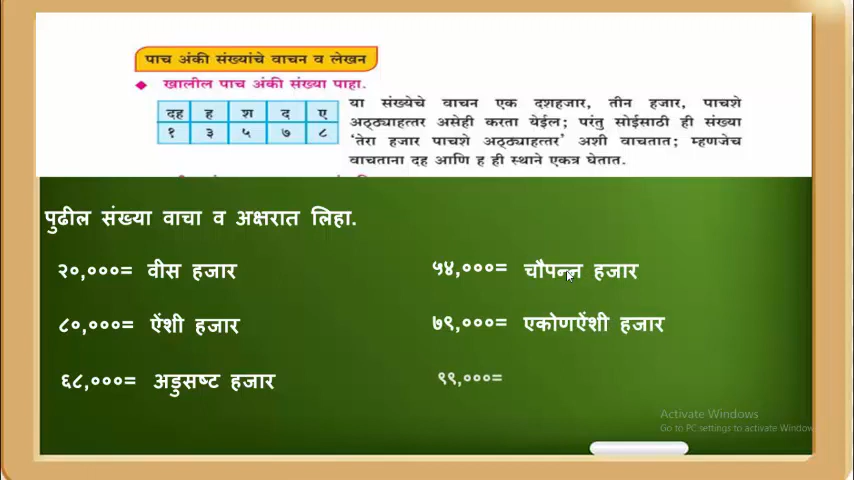 पाच अंकी संख्यांचे वाचन व लेखन
◆ खालील पाच अंकी संख्या पाहा.
दह ह श द ए
१ ३ ५ ७ ८
या संख्येचे वाचन एक दशहजार, तीन हजार, पाचशे
अठ्ठ्याहत्तर असेही करता येईल; परंतु सोईसाठी ही संख्या
‘तेरा हजार पाचशे अठ्ठ्याहत्तर’ अशी वाचतात; म्हणजेच
वाचताना दह आणि ह ही स्थाने एकत्र घेतात.
पुढील संख्या वाचा व अक्षरात लिहा.
२०,०००= वीस हजार
५४,०००= चौपन्न हजार
८०,०००= ऐंशी हजार
७९,०००= एकोणऐंशी हजार
६८,०००= अडुसष्ट हजार
९९,०००=
Activate Windows
Go to PC settings to activate Window